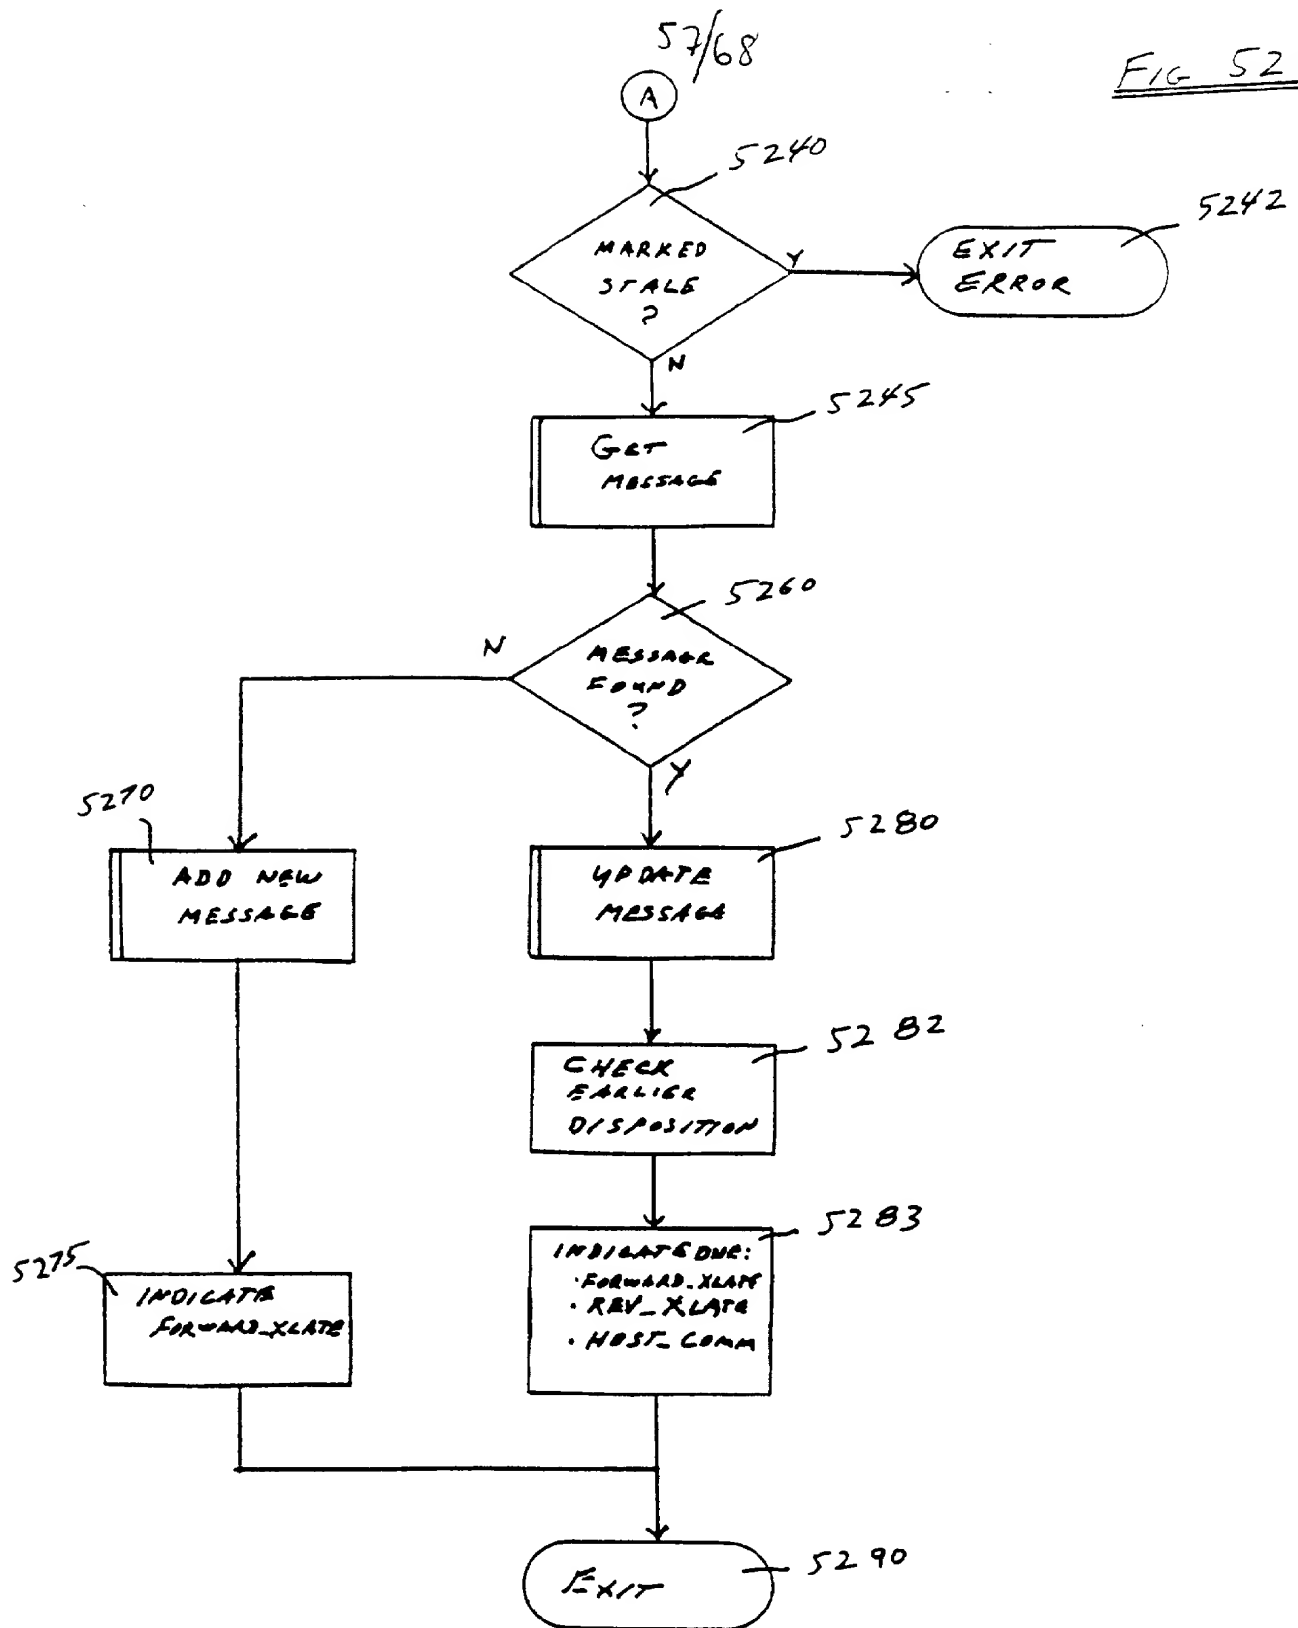 57/68
FIG 52
A
5240
MARKED
STALE
?
Y
5242
EXIT
ERROR
N
5245
GET
MESSAGE
5260
MESSAGE
FOUND
?
N
Y
5270
ADD NEW
MESSAGE
5280
UPDATE
MESSAGE
5282
CHECK
EARLIER
DISPOSITION
5275
INDICATE
FORWARD_XLATE
5283
INDICATE DUE:
· FORWARD_XLATE
· REV_XLATE
· HOST_COMM
5290
EXIT